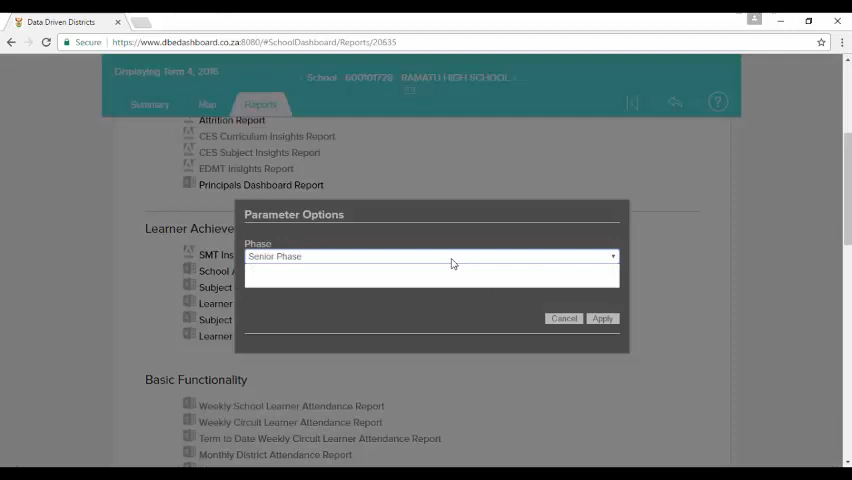 Data Driven Districts
Secure
https://www.dbedashboard.co.za:8080/#SchoolDashboard/Reports/20635
Displaying Term 4, 2016
School 600101728 RAMATU HIGH SCHOOL
Summary
Map
Reports
Attrition Report
CES Curriculum Insights Report
CES Subject Insights Report
EDMT Insights Report
Principals Dashboard Report
Parameter Options
Learner Achieve
Phase
SMT Ins
Senior Phase
School A
Subject
Learner
Subject
Cancel
Apply
Learner
Basic Functionality
Weekly School Learner Attendance Report
Weekly Circuit Learner Attendance Report
Term to Date Weekly Circuit Learner Attendance Report
Monthly District Attendance Report